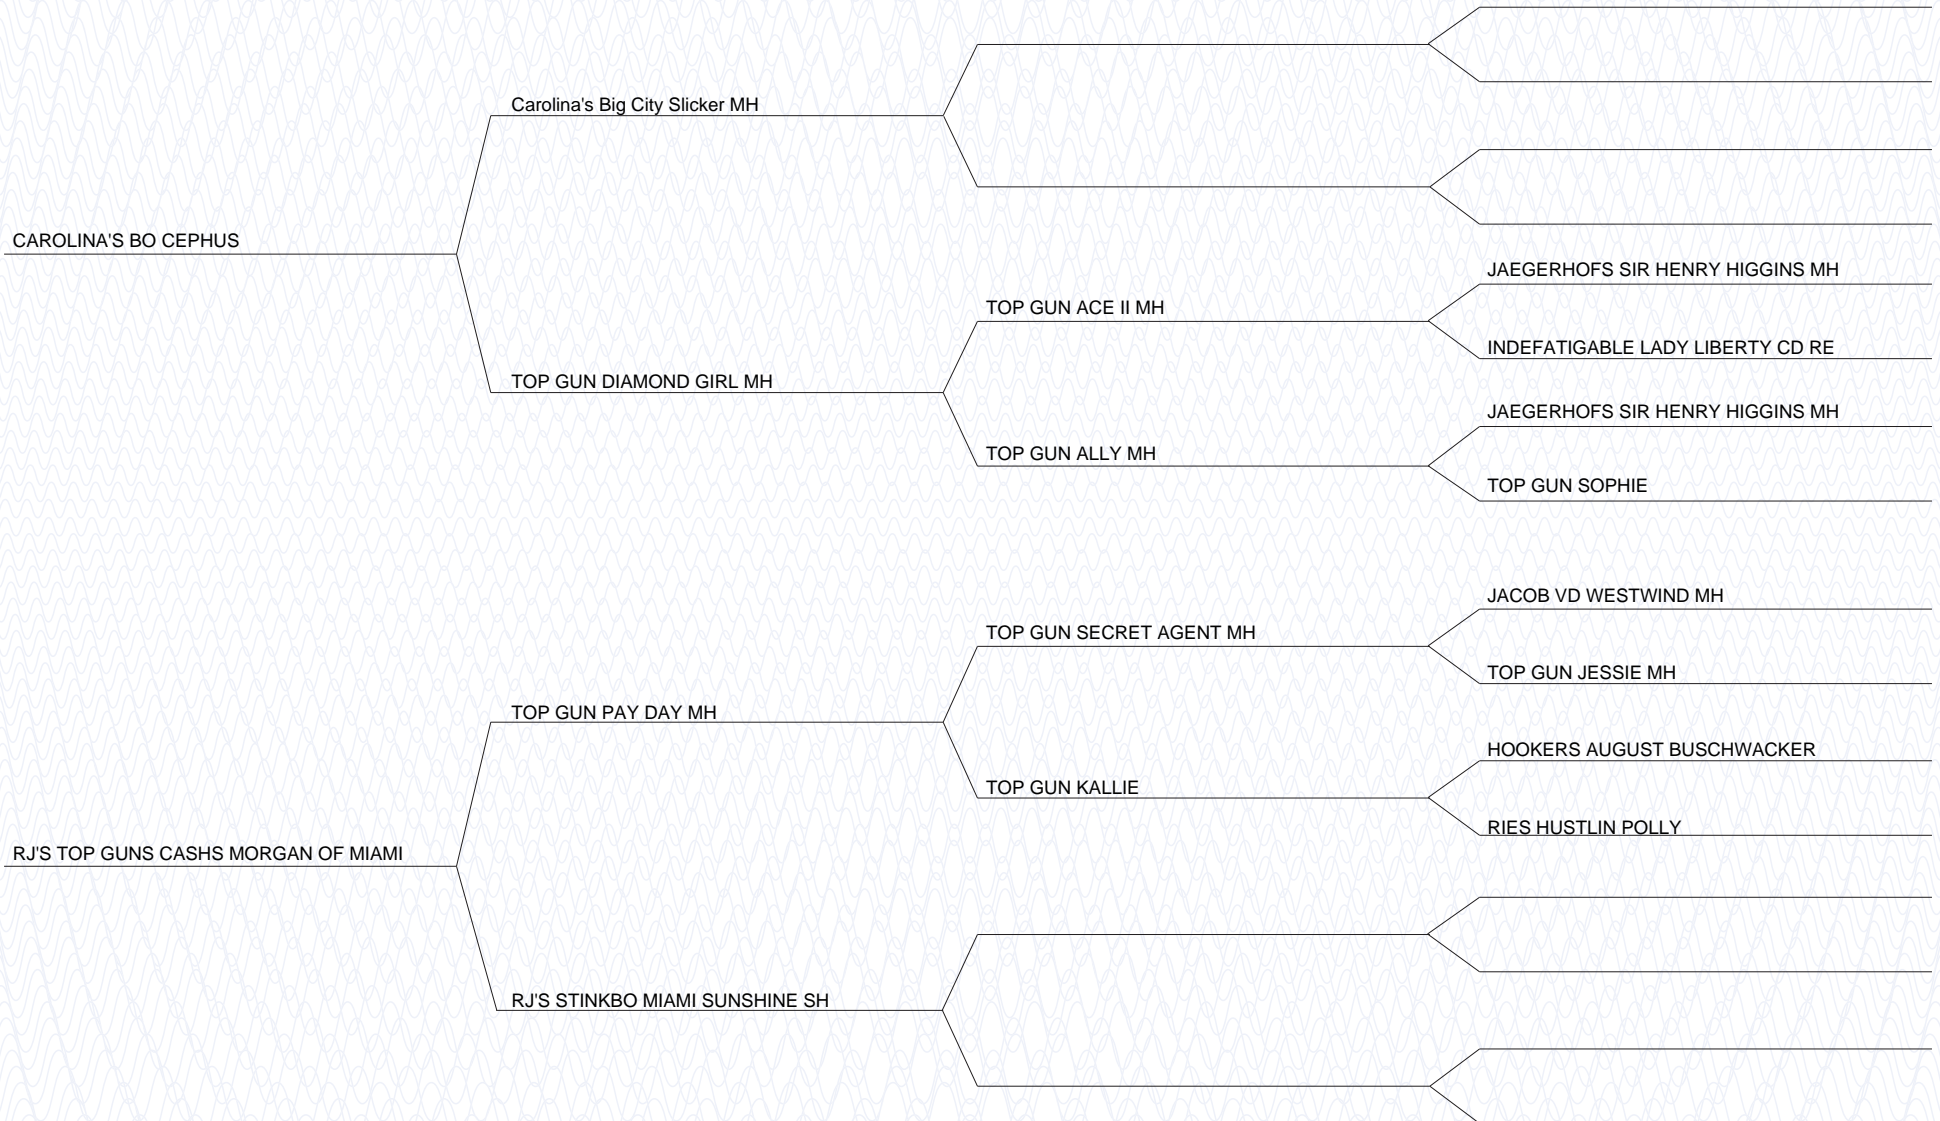 Carolina's Big City Slicker MH
CAROLINA'S BO CEPHUS
JAEGERHOFS SIR HENRY HIGGINS MH
TOP GUN ACE II MH
INDEFATIGABLE LADY LIBERTY CD RE
TOP GUN DIAMOND GIRL MH
JAEGERHOFS SIR HENRY HIGGINS MH
TOP GUN ALLY MH
TOP GUN SOPHIE
JACOB VD WESTWIND MH
TOP GUN SECRET AGENT MH
TOP GUN JESSIE MH
TOP GUN PAY DAY MH
HOOKERS AUGUST BUSCHWACKER
TOP GUN KALLIE
RIES HUSTLIN POLLY
RJ'S TOP GUNS CASHS MORGAN OF MIAMI
RJ'S STINKBO MIAMI SUNSHINE SH